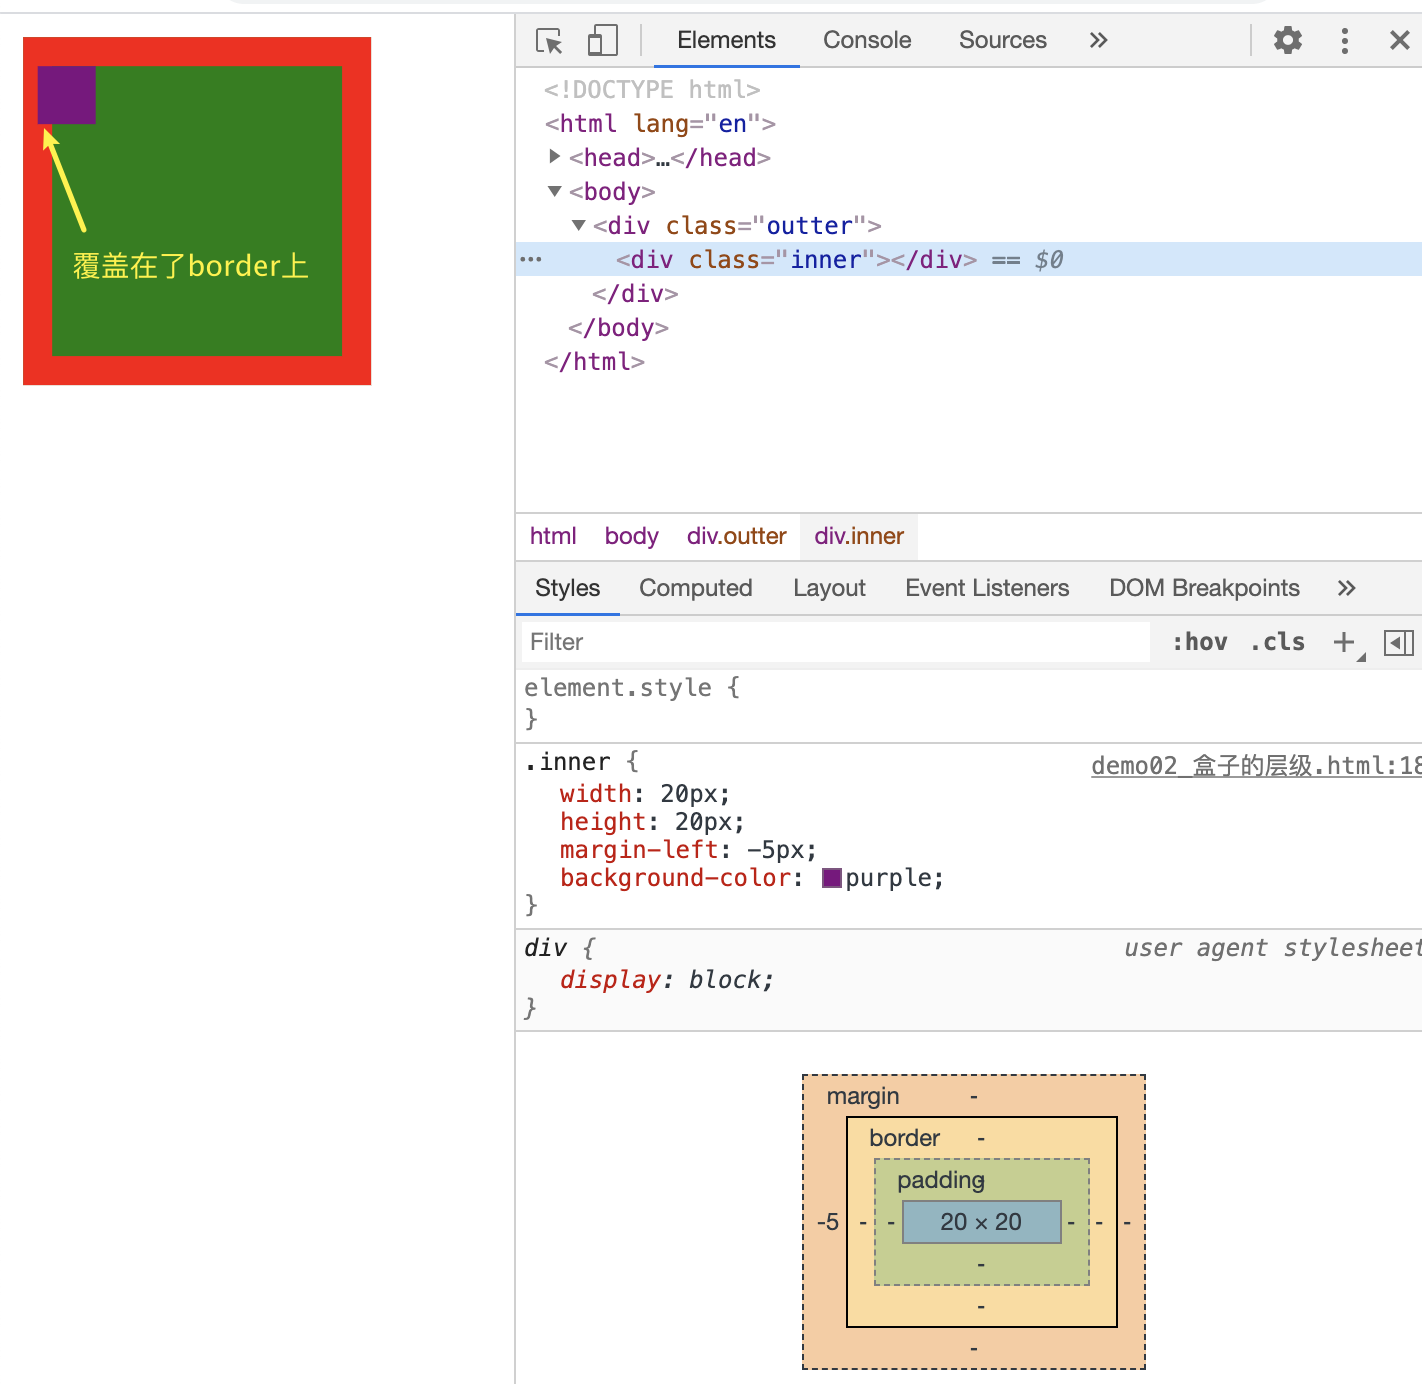 Elements Console Sources »
<!DOCTYPE html>
<html lang="en">
<head>…</head>
<body>
<div class="outter">
<div class="inner"></div> == $0
</div>
</body>
</html>
覆盖在了border上
html body div.outter div.inner
Styles Computed Layout Event Listeners DOM Breakpoints »
Filter :hov .cls +
element.style {
}
.inner { demo02_盒子的层级.html:18
width: 20px;
height: 20px;
margin-left: -5px;
background-color: purple;
}
div { user agent stylesheet
display: block;
}
margin -
border -
padding -
-5 - - 20 × 20 - - -
-
-
-